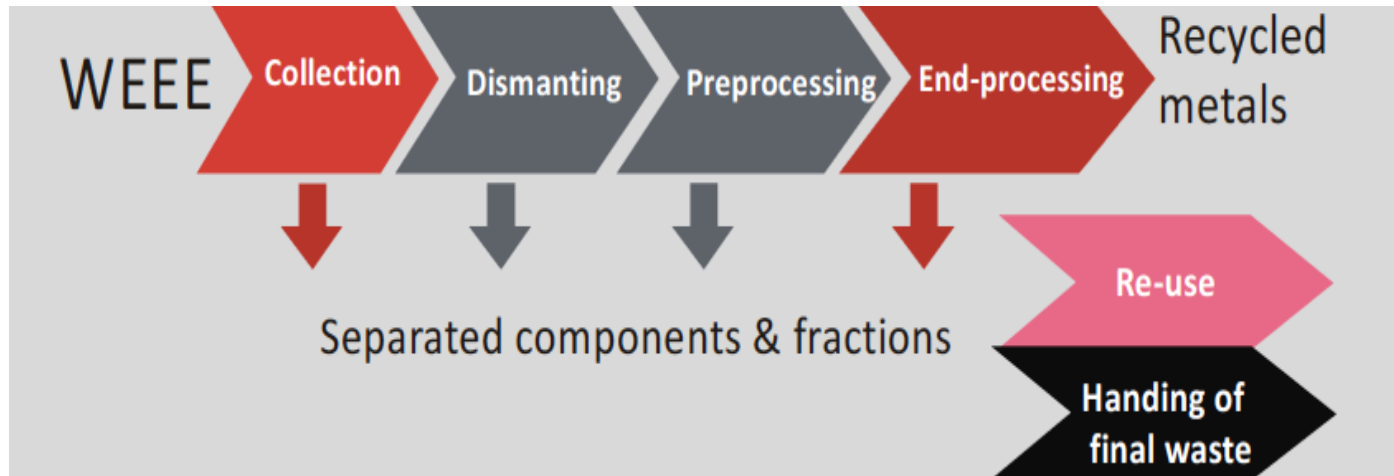 WEEE
Collection
Dismanting
Preprocessing
End-processing
Recycled
metals
Separated components & fractions
Re-use
Handing of
final waste